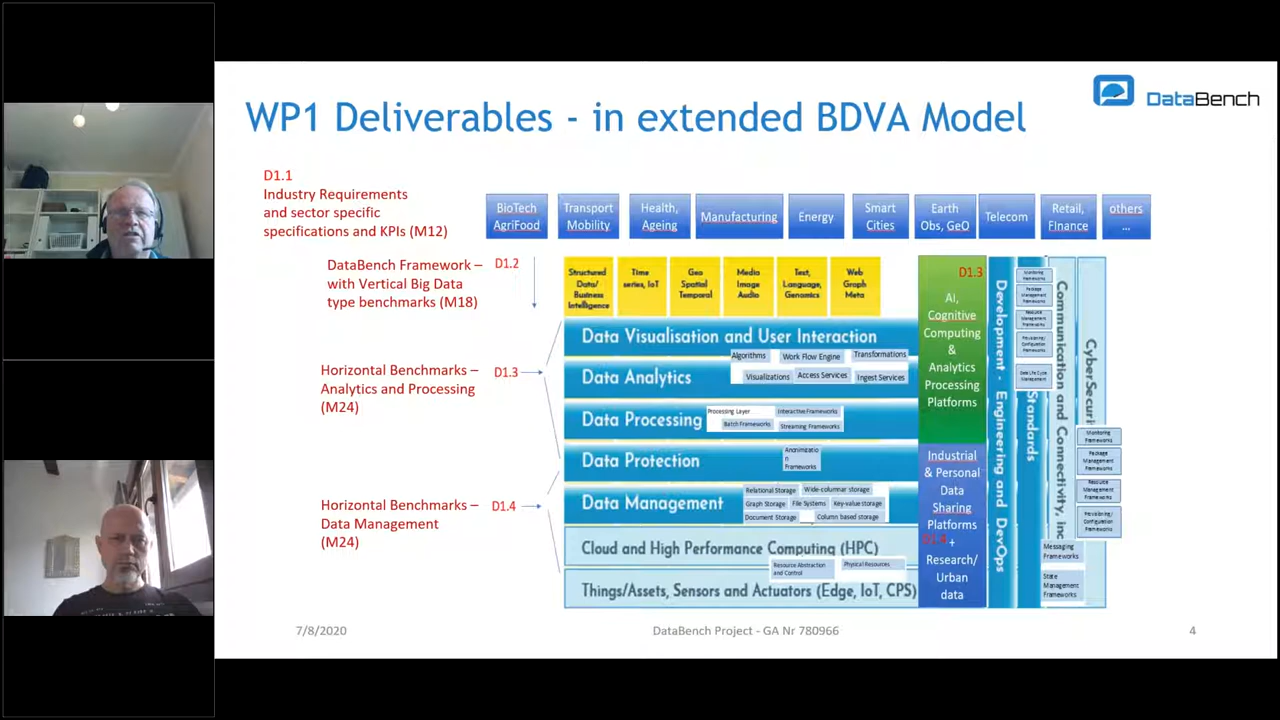 WP1 Deliverables - in extended BDVA Model
DataBench
D1.1
Industry Requirements
and sector specific
specifications and KPIs (M12)
BioTech
AgriFood
Transport
Mobility
Health,
Ageing
Manufacturing
Energy
Smart
Cities
Earth
Obs, GeO
Telecom
Retail,
FInance
others
...
DataBench Framework –
with Vertical Big Data
type benchmarks (M18)
D1.2
Structured
Data/
Business
Intelligence
Time
series, IoT
Geo
Spatial
Temporal
Media
Image
Audio
Text,
Language,
Genomics
Web
Graph
Meta
D1.3
AI,
Cognitive
Computing
&
Analytics
Processing
Platforms
Data Visualisation and User Interaction
Algorithms
Work Flow Engine
Transformations
Horizontal Benchmarks –
Analytics and Processing
(M24)
D1.3
Data Analytics
Visualizations
Access Services
Ingest Services
Data Processing
Processing Layer
Interactive Frameworks
Batch Frameworks
Streaming Frameworks
Data Protection
Anonimizatio
n
Frameworks
Horizontal Benchmarks –
Data Management
(M24)
D1.4
Data Management
Relational Storage
Wide-columnar storage
Graph Storage
File Systems
Key-value storage
Document Storage
Column based storage
Cloud and High Performance Computing (HPC)
Resource Abstraction
and Control
Physical Resources
Things/Assets, Sensors and Actuators (Edge, IoT, CPS)
Industrial
& Personal
Data
Sharing
Platforms
+
Research/
Urban
data
Development - Engineering and DevOps
Standards
Communication and Connectivity, inc
CyberSecuri
Monitoring
Frameworks
Package
Management
Frameworks
Resource
Management
Frameworks
Provisioning/
Configuration
Frameworks
Data Life Cycle
Management
Monitoring
Frameworks
Package
Management
Frameworks
Resource
Management
Frameworks
Provisioning/
Configuration
Frameworks
Messaging
Frameworks
State
Management
Frameworks
7/8/2020
DataBench Project - GA Nr 780966
4